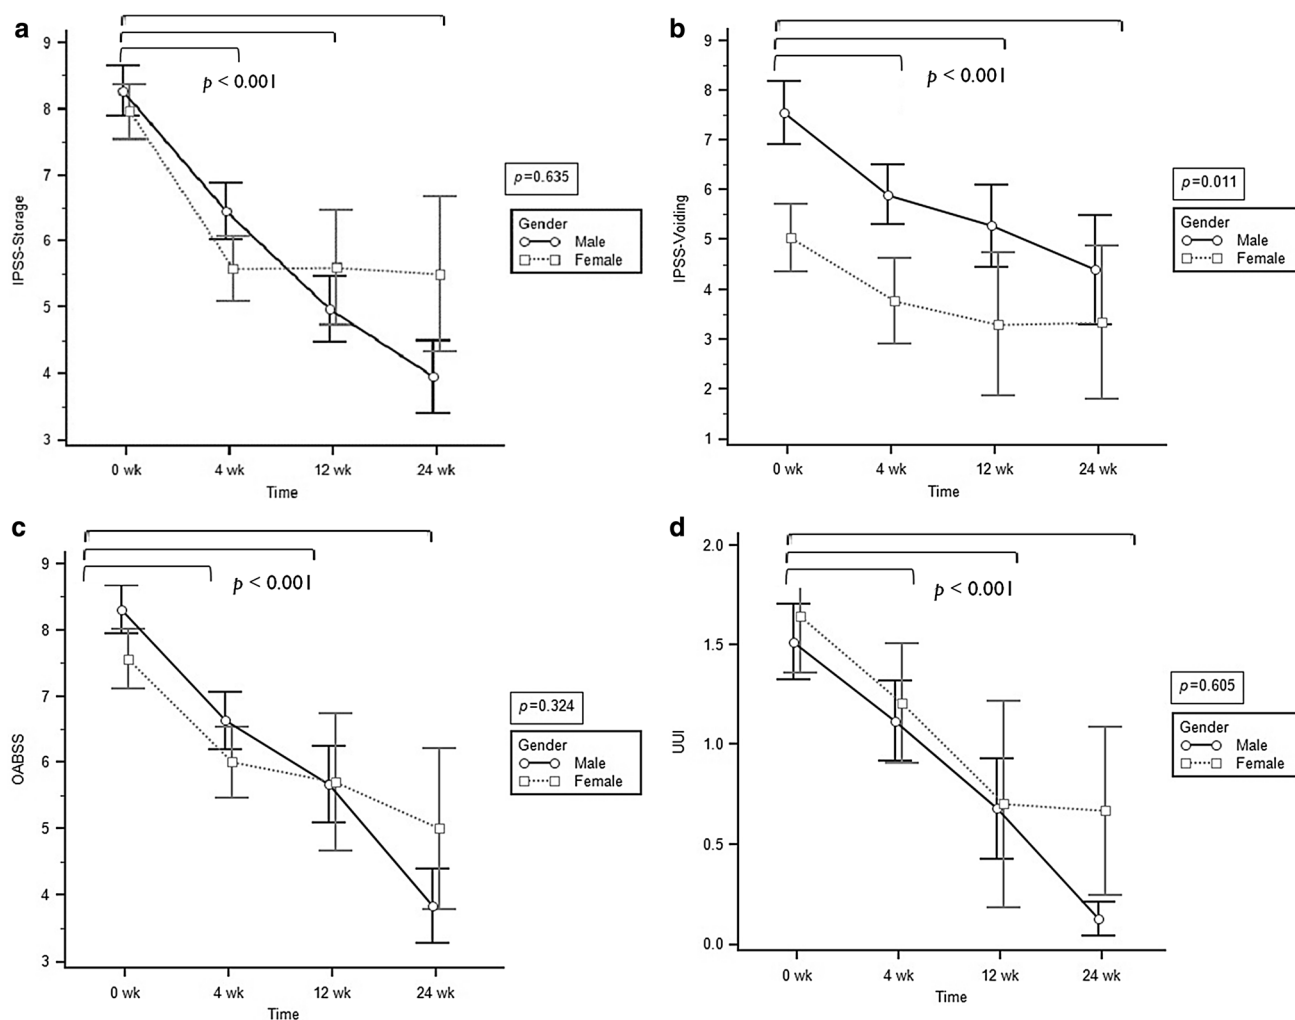 a
p < 0.001
9
8
7
6
5
4
3
IPSS-Storage
0 wk 4 wk 12 wk 24 wk
Time
p=0.635
Gender
Male
Female
b
p < 0.001
9
8
7
6
5
4
3
2
1
IPSS-Voiding
0 wk 4 wk 12 wk 24 wk
Time
p=0.011
Gender
Male
Female
c
p < 0.001
9
8
7
6
5
4
3
OABSS
0 wk 4 wk 12 wk 24 wk
Time
p=0.324
Gender
Male
Female
d
p < 0.001
2.0
1.5
1.0
0.5
0.0
UUI
0 wk 4 wk 12 wk 24 wk
Time
p=0.605
Gender
Male
Female